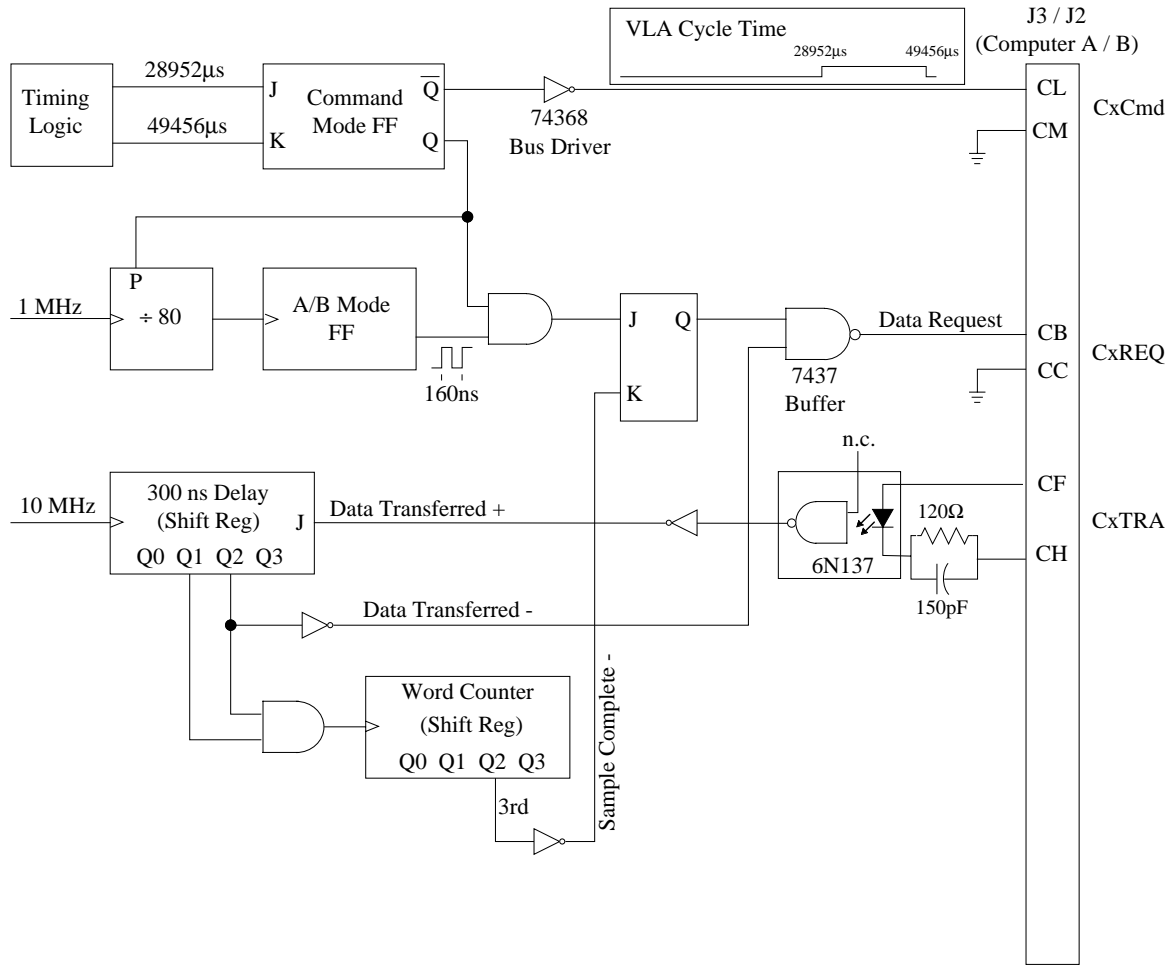 VLA Cycle Time
28952µs
49456µs
J3 / J2
(Computer A / B)
Timing
Logic
28952µs
49456µs
J
K
Command
Mode FF
Q
Q
74368
Bus Driver
CL
CM
CxCmd
1 MHz
P
÷ 80
A/B Mode
FF
160ns
J
K
Q
7437
Buffer
Data Request
CB
CC
CxREQ
10 MHz
300 ns Delay
(Shift Reg)
J
Q0 Q1 Q2 Q3
Data Transferred +
n.c.
6N137
120Ω
150pF
CF
CH
CxTRA
Data Transferred -
Sample Complete -
Word Counter
(Shift Reg)
Q0 Q1 Q2 Q3
3rd